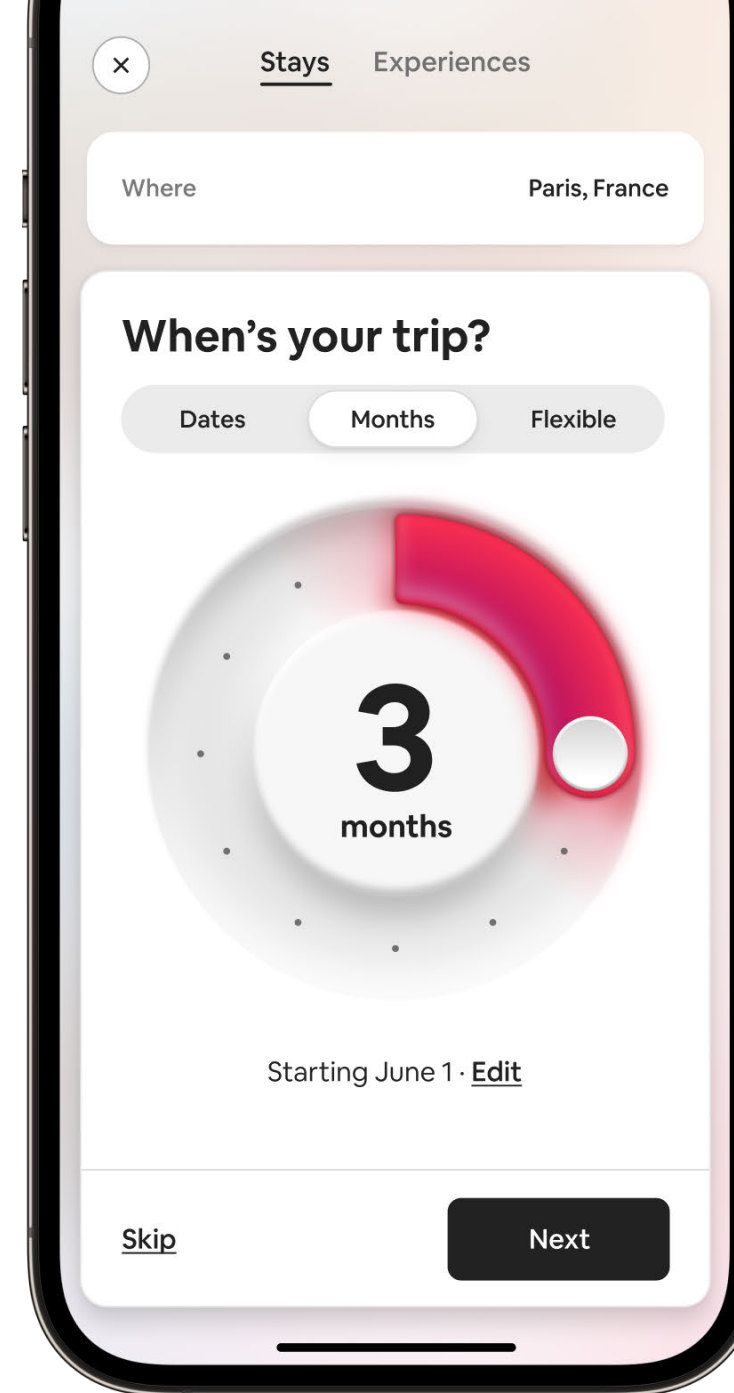 Stays Experiences
Where Paris, France
When’s your trip?
Dates Months Flexible
3
months
Starting June 1 · Edit
Skip Next